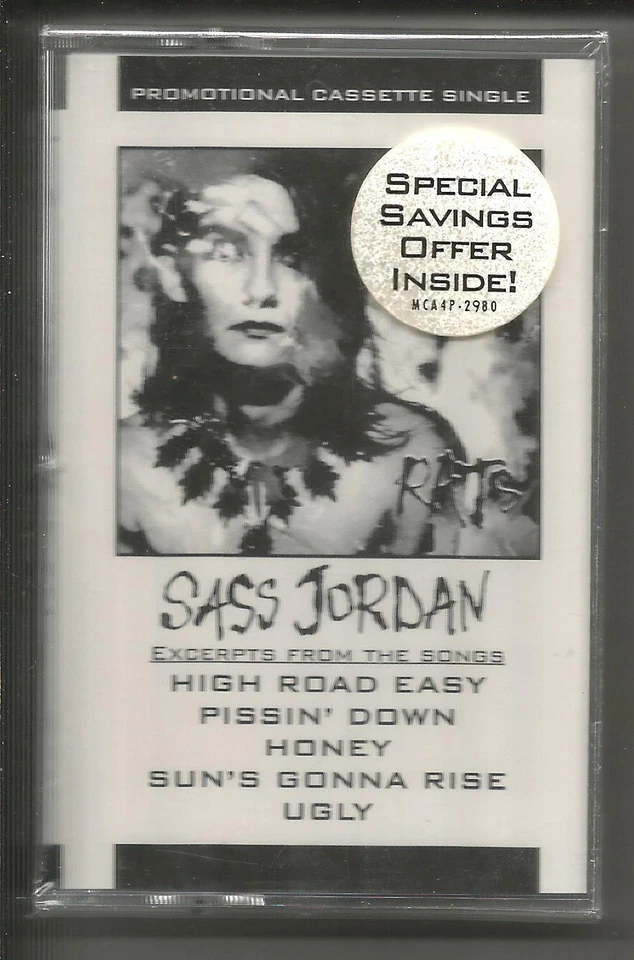 PROMOTIONAL CASSETTE SINGLE
SPECIAL
SAVINGS
OFFER
INSIDE!
MCA4P-2980
RATS
SASS JORDAN
EXCERPTS FROM THE SONGS
HIGH ROAD EASY
PISSIN' DOWN
HONEY
SUN'S GONNA RISE
UGLY